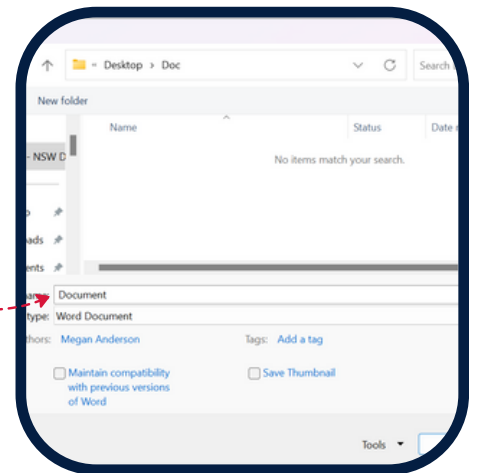 Desktop > Doc
Search
New folder
Name Status Date
- NSW D
No items match your search.
Document
type: Word Document
Megan Anderson Tags: Add a tag
Maintain compatibility Save Thumbnail
with previous versions
of Word
Tools